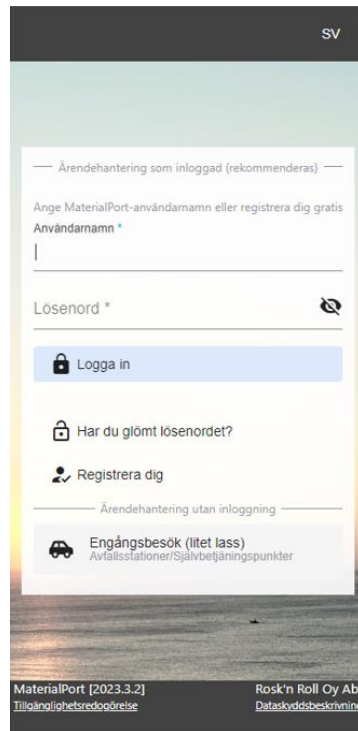 SV
Ärendehantering som inloggad (rekommenderas)
Ange MaterialPort-användarnamn eller registrera dig gratis
Användarnamn *
Lösenord *
Logga in
Har du glömt lösenordet?
Registrera dig
Ärendehantering utan inloggning
Engångsbesök (litet lass)
Avfallsstationer/Självbetjäningspunkter
MaterialPort [2023.3.2]
Rosk'n Roll Oy Ab
Tillgänglighetsredogörelse
Dataskyddsbeskrivning